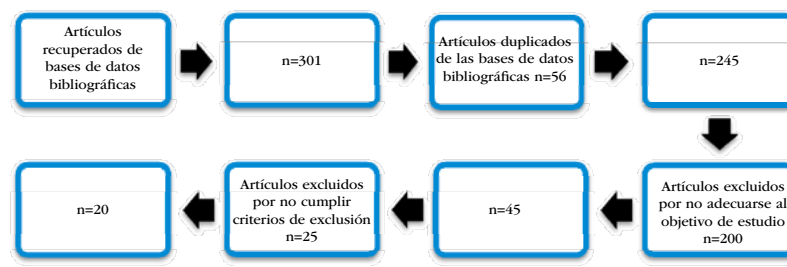 Artículos
recuperados de
bases de datos
bibliográficas
n=301
Artículos duplicados
de las bases de datos
bibliográficas n=56
n=245
Artículos excluidos
por no adecuarse al
objetivo de estudio
n=200
n=45
Artículos excluidos
por no cumplir
criterios de exclusión
n=25
n=20